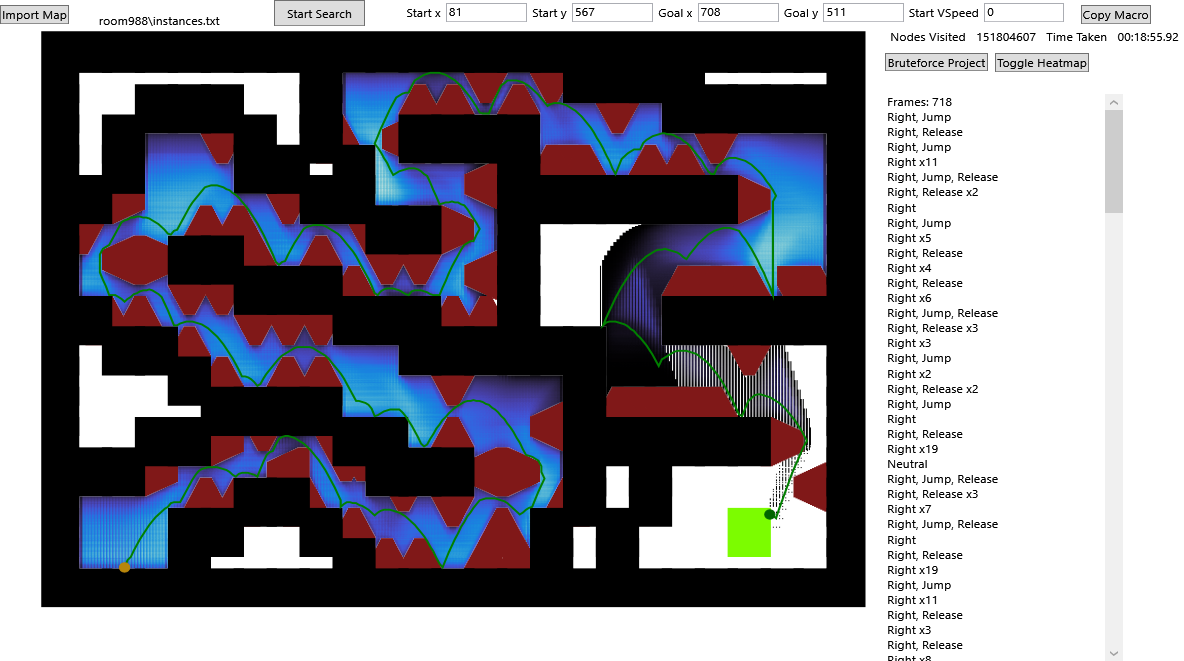 Import Map
room988\instances.txt
Start Search
Start x 81 Start y 567 Goal x 708 Goal y 511 Start VSpeed 0
Copy Macro
Nodes Visited 151804607 Time Taken 00:18:55.92
Bruteforce Project Toggle Heatmap
Frames: 718
Right, Jump
Right, Release
Right, Jump
Right x11
Right, Jump, Release
Right, Release x2
Right
Right, Jump
Right x5
Right, Release
Right x4
Right, Release
Right x6
Right, Jump, Release
Right, Release x3
Right x3
Right, Jump
Right x2
Right, Release x2
Right, Jump
Right
Right, Release
Right x19
Neutral
Right, Jump, Release
Right, Release x3
Right x7
Right, Jump, Release
Right
Right, Release
Right x19
Right, Jump
Right x11
Right, Release
Right x3
Right, Release
Right x8